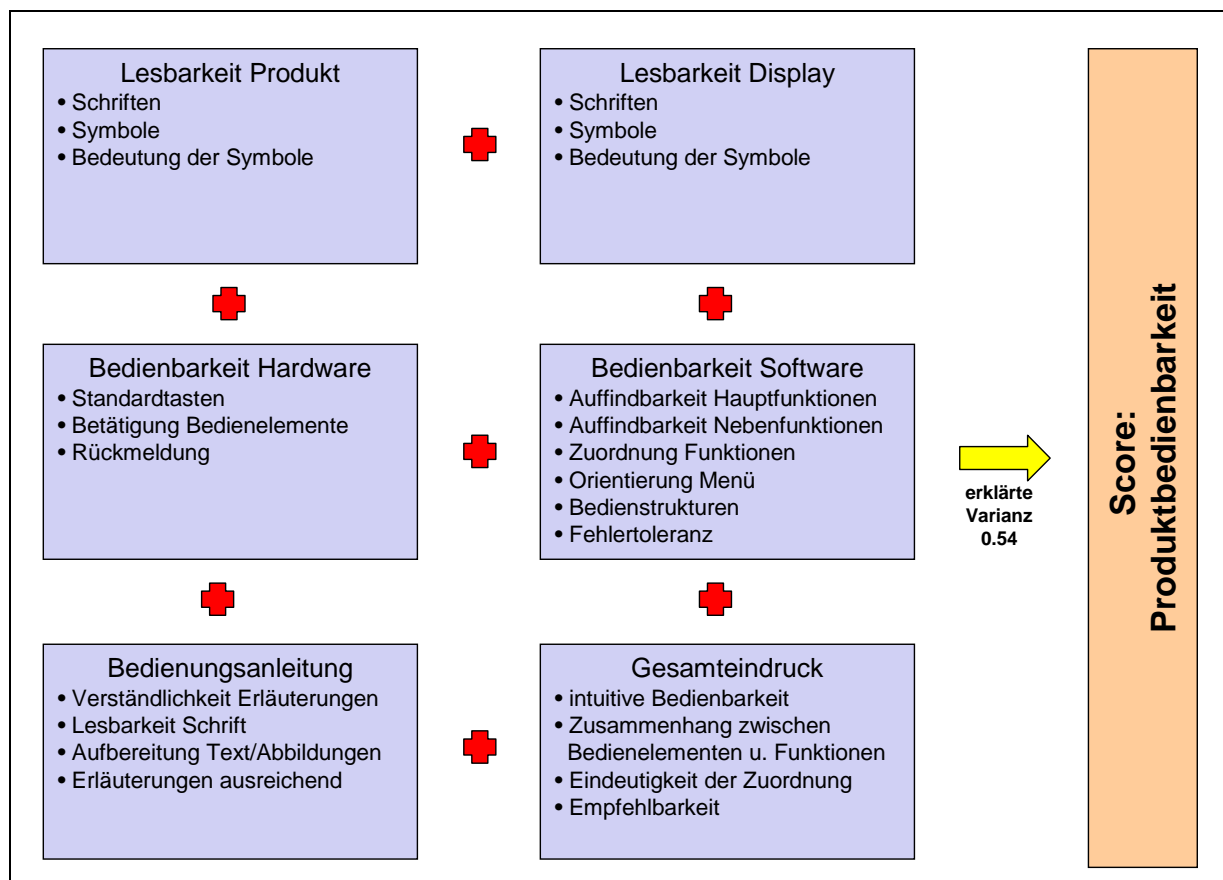 Lesbarkeit Produkt
• Schriften
• Symbole
• Bedeutung der Symbole
Lesbarkeit Display
• Schriften
• Symbole
• Bedeutung der Symbole
Bedienbarkeit Hardware
• Standardtasten
• Betätigung Bedienelemente
• Rückmeldung
Bedienbarkeit Software
• Auffindbarkeit Hauptfunktionen
• Auffindbarkeit Nebenfunktionen
• Zuordnung Funktionen
• Orientierung Menü
• Bedienstrukturen
• Fehlertoleranz
Bedienungsanleitung
• Verständlichkeit Erläuterungen
• Lesbarkeit Schrift
• Aufbereitung Text/Abbildungen
• Erläuterungen ausreichend
Gesamteindruck
• intuitive Bedienbarkeit
• Zusammenhang zwischen
Bedienelementen u. Funktionen
• Eindeutigkeit der Zuordnung
• Empfehlbarkeit
erklärte
Varianz
0.54
Score:
Produktbedienbarkeit